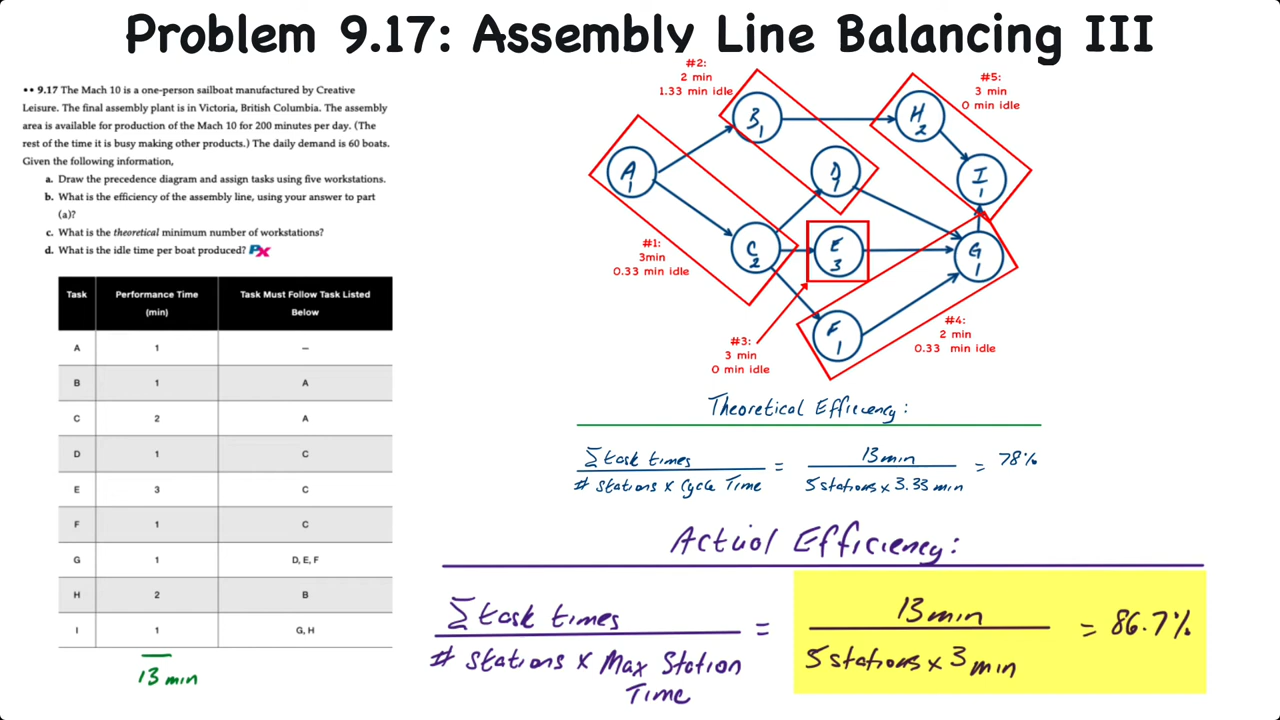 Problem 9.17: Assembly Line Balancing III
•• 9.17 The Mach 10 is a one-person sailboat manufactured by Creative
Leisure. The final assembly plant is in Victoria, British Columbia. The assembly
area is available for production of the Mach 10 for 200 minutes per day. (The
rest of the time it is busy making other products.) The daily demand is 60 boats.
Given the following information,
a. Draw the precedence diagram and assign tasks using five workstations.
b. What is the efficiency of the assembly line, using your answer to part
(a)?
c. What is the theoretical minimum number of workstations?
d. What is the idle time per boat produced? PX
Task Performance Time Task Must Follow Task Listed
(min) Below
A 1 –
B 1 A
C 2 A
D 1 C
E 3 C
F 1 C
G 1 D, E, F
H 2 B
I 1 G, H
13 min
#2:
2 min
1.33 min idle
#5:
3 min
0 min idle
B
1
H
2
A
1
D
1
I
1
#1:
3min
0.33 min idle
C
2
E
3
G
1
F
1
#3:
3 min
0 min idle
#4:
2 min
0.33 min idle
Theoretical Efficiency:
Σ task times = 13 min = 78%
# stations x Cycle Time 5 stations x 3.33 min
Actual Efficiency:
Σ task times = 13 min = 86.7%
# stations x Max Station 5 stations x 3 min
Time